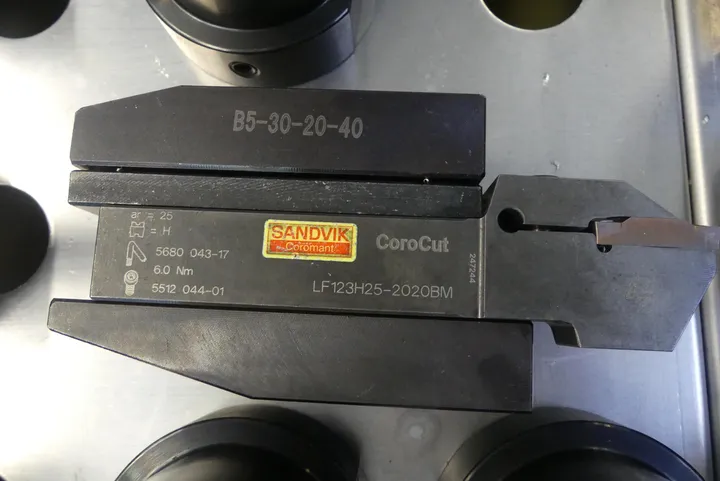 B5-30-20-40
ar = 25
= H
5680 043-17
6.0 Nm
5512 044-01
SANDVIK
Coromant
CoroCut
LF123H25-2020BM
247244